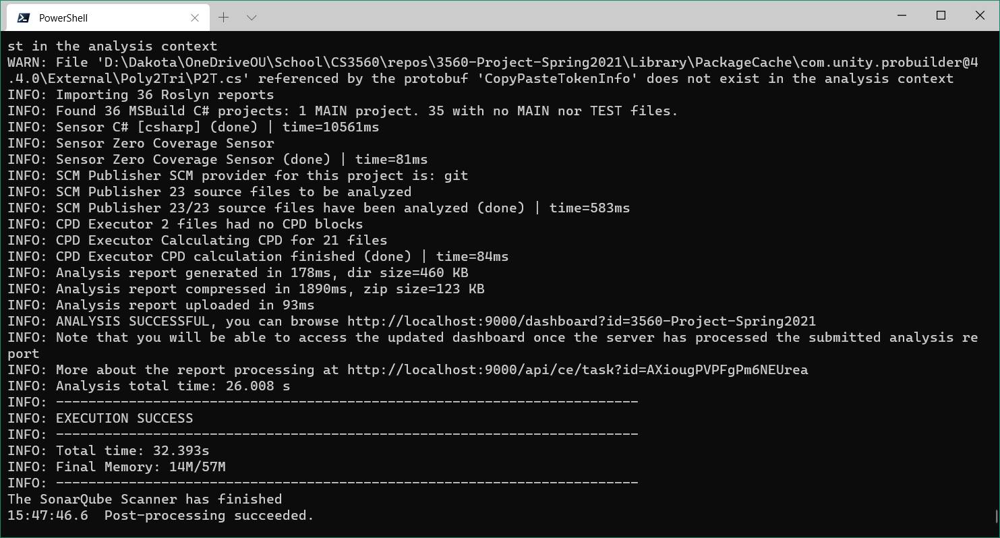 PowerShell
st in the analysis context
WARN: File 'D:\Dakota\OneDriveOU\School\CS3560\repos\3560-Project-Spring2021\Library\PackageCache\com.unity.probuilder@4
.4.0\External\Poly2Tri\P2T.cs' referenced by the protobuf 'CopyPasteTokenInfo' does not exist in the analysis context
INFO: Importing 36 Roslyn reports
INFO: Found 36 MSBuild C# projects: 1 MAIN project. 35 with no MAIN nor TEST files.
INFO: Sensor C# [csharp] (done) | time=10561ms
INFO: Sensor Zero Coverage Sensor
INFO: Sensor Zero Coverage Sensor (done) | time=81ms
INFO: SCM Publisher SCM provider for this project is: git
INFO: SCM Publisher 23 source files to be analyzed
INFO: SCM Publisher 23/23 source files have been analyzed (done) | time=583ms
INFO: CPD Executor 2 files had no CPD blocks
INFO: CPD Executor Calculating CPD for 21 files
INFO: CPD Executor CPD calculation finished (done) | time=84ms
INFO: Analysis report generated in 178ms, dir size=460 KB
INFO: Analysis report compressed in 1890ms, zip size=123 KB
INFO: Analysis report uploaded in 93ms
INFO: ANALYSIS SUCCESSFUL, you can browse http://localhost:9000/dashboard?id=3560-Project-Spring2021
INFO: Note that you will be able to access the updated dashboard once the server has processed the submitted analysis re
port
INFO: More about the report processing at http://localhost:9000/api/ce/task?id=AXiougPVPFgPm6NEUrea
INFO: Analysis total time: 26.008 s
INFO: ------------------------------------------------------------------------
INFO: EXECUTION SUCCESS
INFO: ------------------------------------------------------------------------
INFO: Total time: 32.393s
INFO: Final Memory: 14M/57M
INFO: ------------------------------------------------------------------------
The SonarQube Scanner has finished
15:47:46.6  Post-processing succeeded.